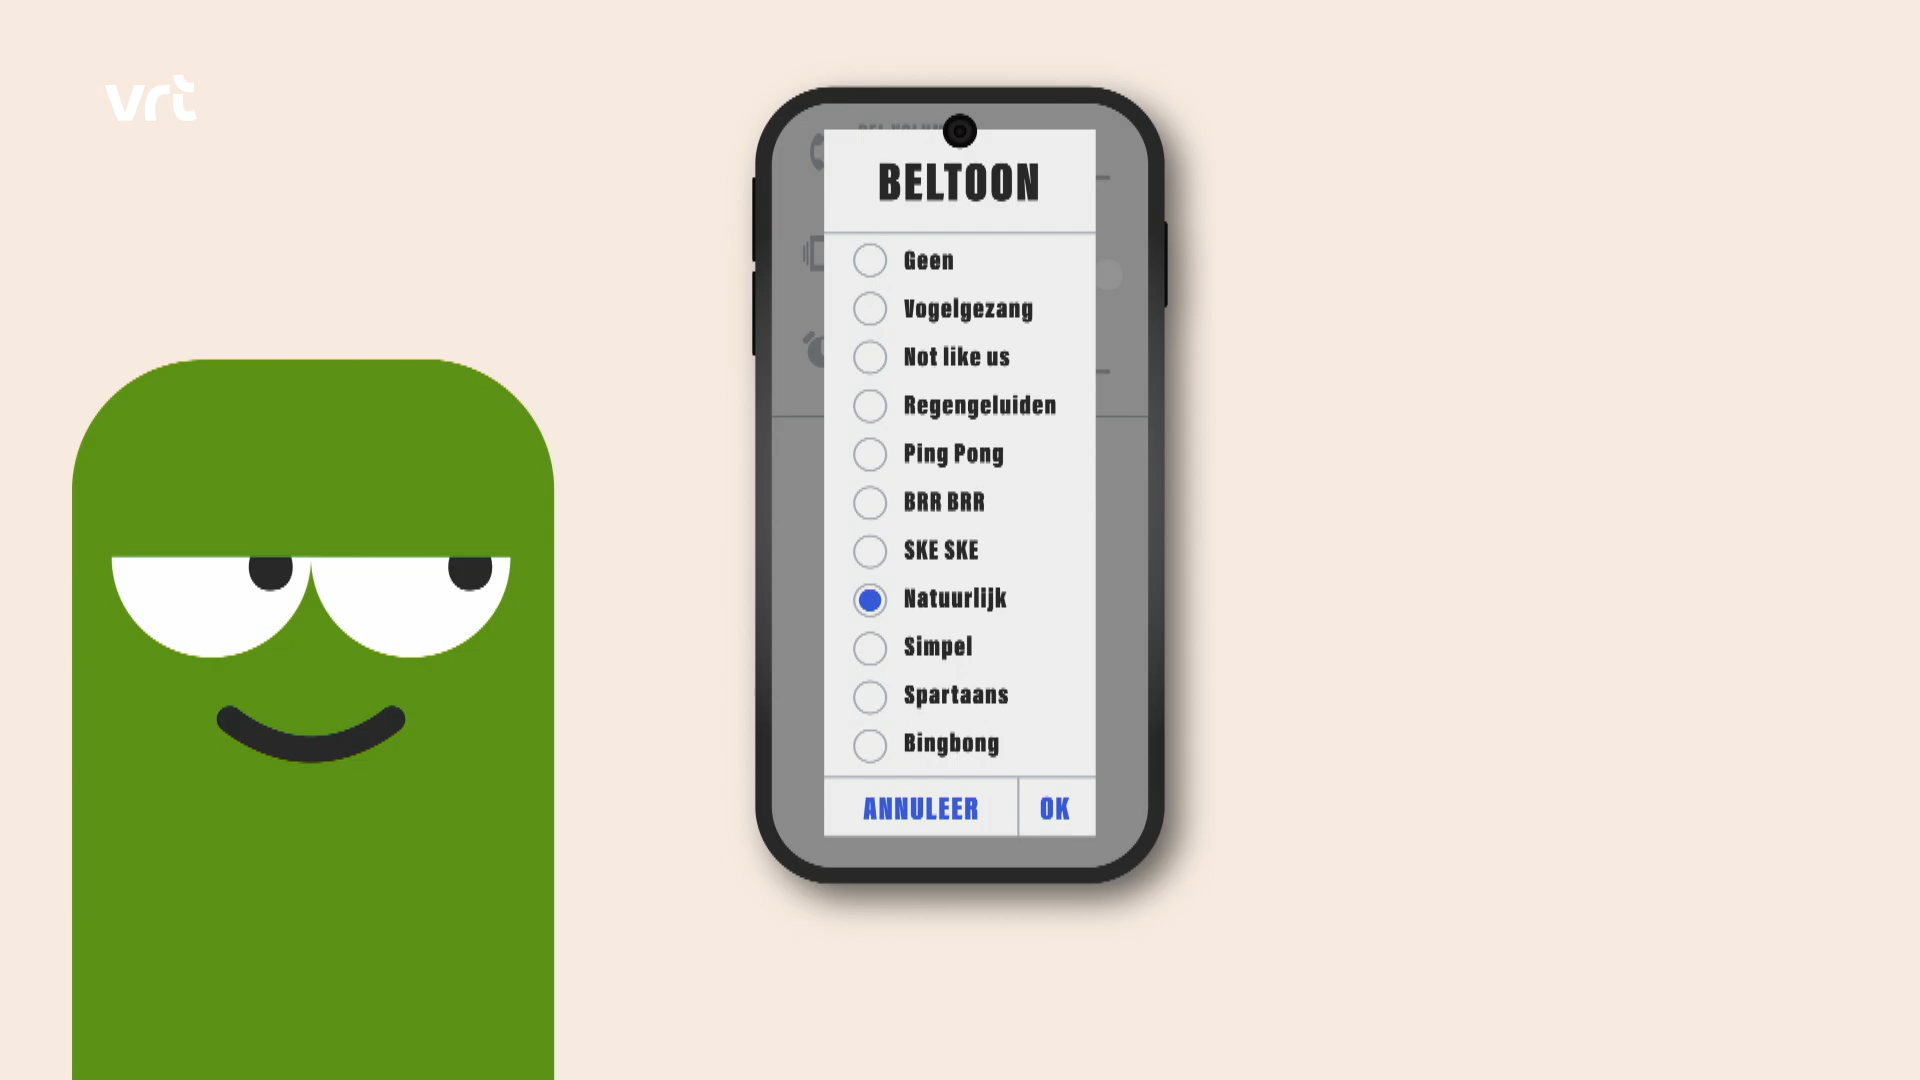 vrt
BELTOON
Geen
Vogelgezang
Not like us
Regengeluiden
Ping Pong
BRR BRR
SKE SKE
Natuurlijk
Simpel
Spartaans
Bingbong
ANNULEER
OK